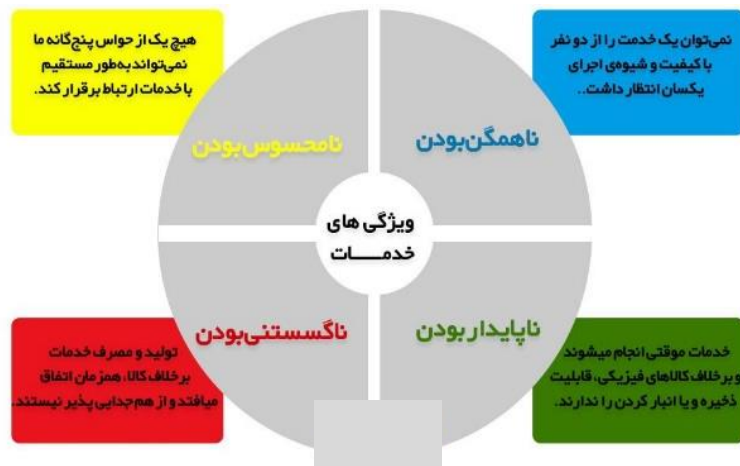 نمی‌توان یک خدمت را از دو نفر
با کیفیت و شیوه‌ی اجرای
یکسان انتظار داشت..
هیچ یک از حواس پنج‌گانه ما
نمی‌تواند به‌طور مستقیم
با خدمات ارتباط برقرار کند.
ناهمگن‌بودن
نامحسوس‌بودن
ویژگی های
خدمـــات
ناپایدار بودن
ناگسستنی‌بودن
خدمات موقتی انجام میشوند
و برخلاف کالاهای فیزیکی، قابلیت
ذخیره و یا انبار کردن را ندارند.
تولید و مصرف خدمات
برخلاف کالا، همزمان اتفاق
میافتد و از هم جدایی پذیر نیستند.